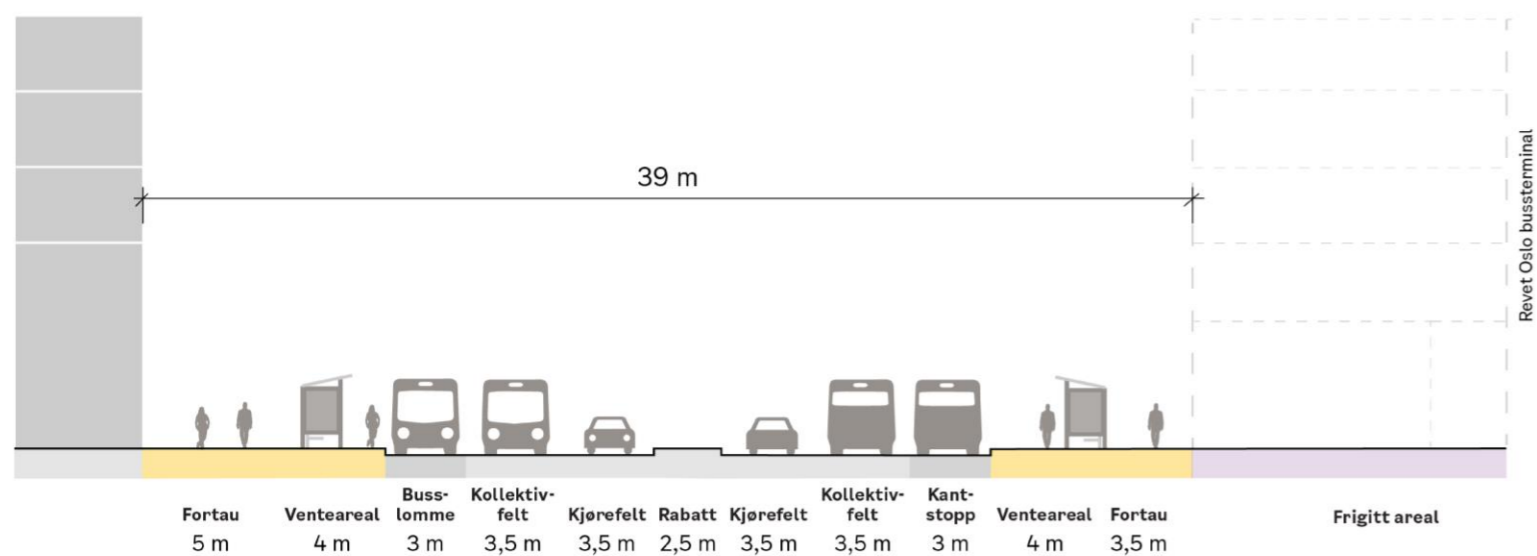 39 m
Revet Oslo bussterminal
Fortau
5 m
Venteareal
4 m
Buss-
lomme
3 m
Kollektiv-
felt
3,5 m
Kjørefelt
3,5 m
Rabatt
2,5 m
Kjørefelt
3,5 m
Kollektiv-
felt
3,5 m
Kant-
stopp
3 m
Venteareal
4 m
Fortau
3,5 m
Frigitt areal